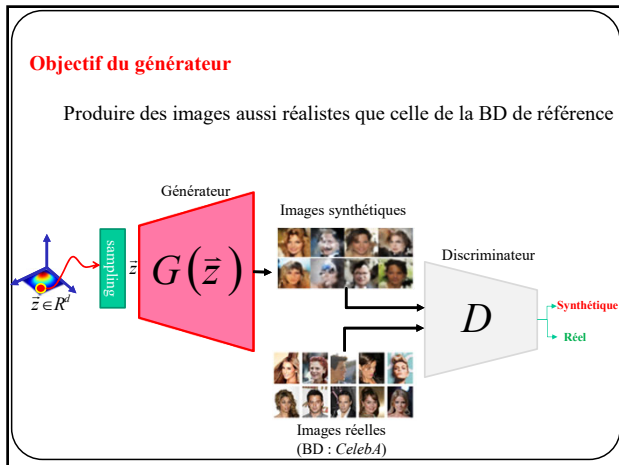 Objectif du générateur
Produire des images aussi réalistes que celle de la BD de référence
Générateur
Images synthétiques
Discriminateur
sampling
z⃗
G(z⃗)
z⃗ ∈ R^d
D
Synthétique
Réel
Images réelles
(BD : CelebA)